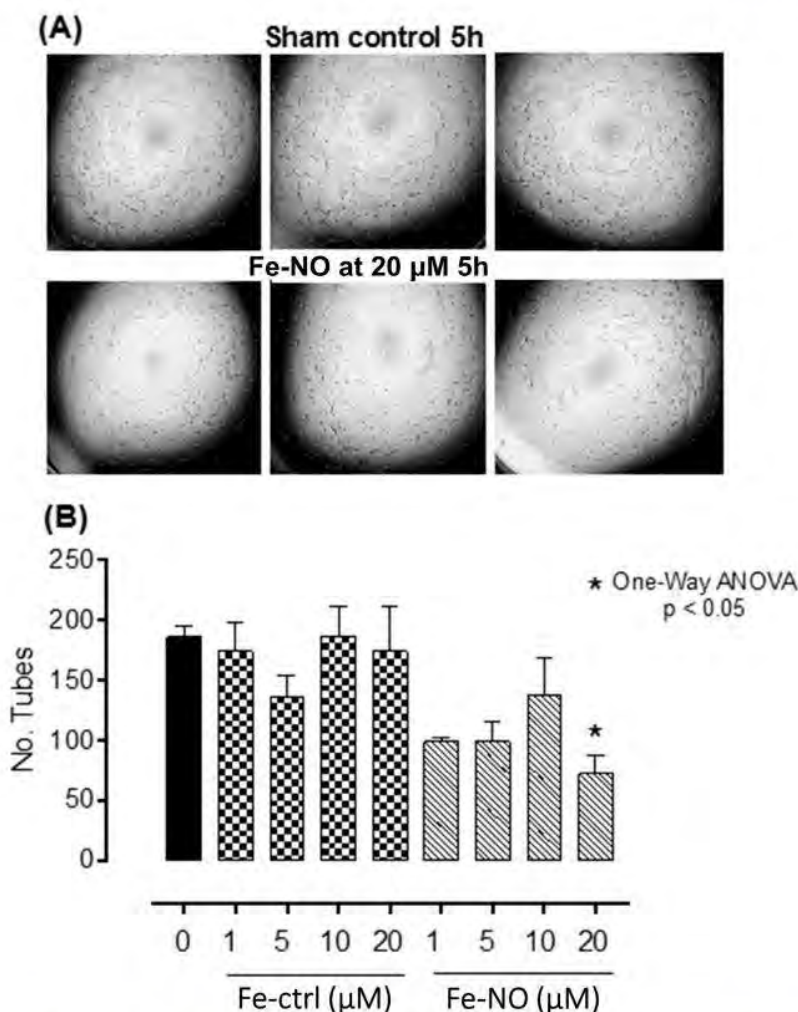 (A)
Sham control 5h
Fe-NO at 20 µM 5h
(B)
250
200
150
100
50
0
No. Tubes
★ One-Way ANOVA
p < 0.05
★
0 1 5 10 20 1 5 10 20
Fe-ctrl (µM) Fe-NO (µM)